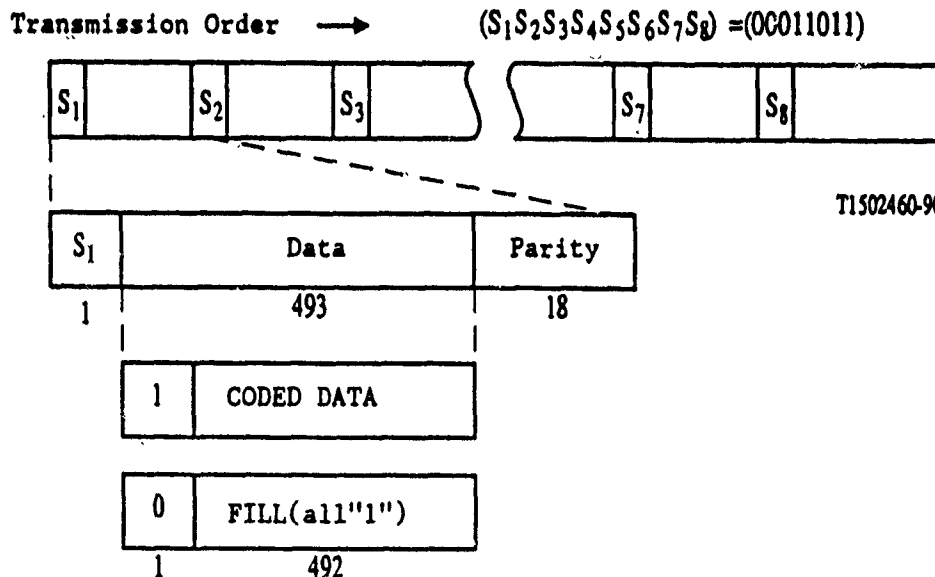 Transmission Order → (S₁S₂S₃S₄S₅S₆S₇S₈) =(00011011)
S₁ S₂ S₃ S₇ S₈
T1502460-90
S₁ Data Parity
1 493 18
1 CODED DATA
0 FILL(all"1")
1 492